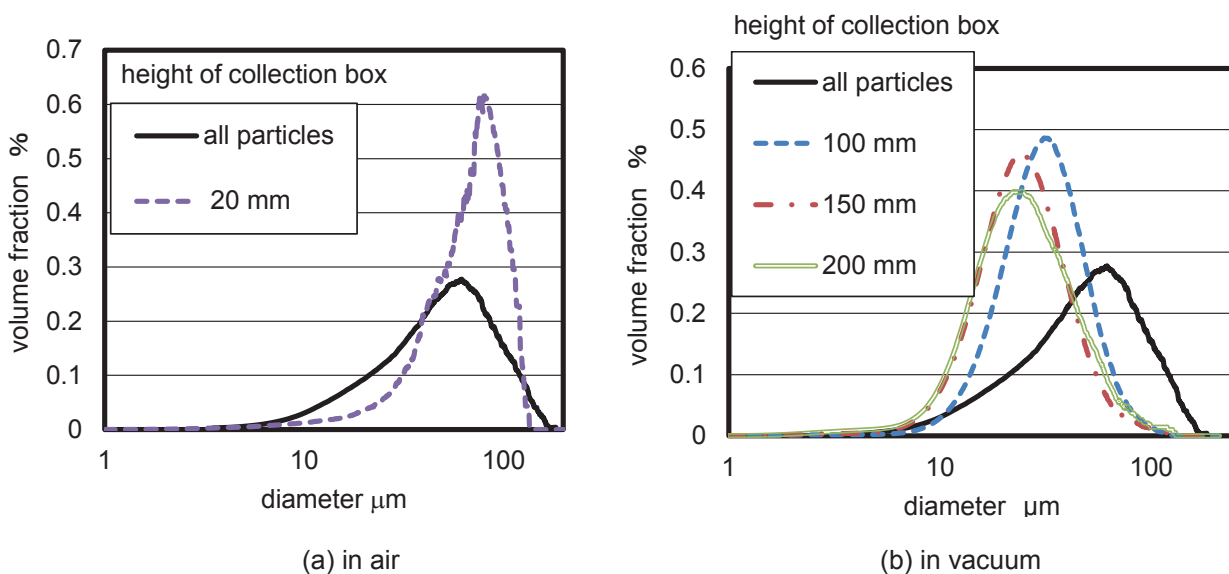 0.7
0.6
0.5
0.4
0.3
0.2
0.1
0
volume fraction %
height of collection box
all particles
20 mm
1
10
100
diameter μm
(a) in air
height of collection box
0.6
0.5
0.4
0.3
0.2
0.1
0
volume fraction %
all particles
100 mm
150 mm
200 mm
1
10
100
diameter μm
(b) in vacuum